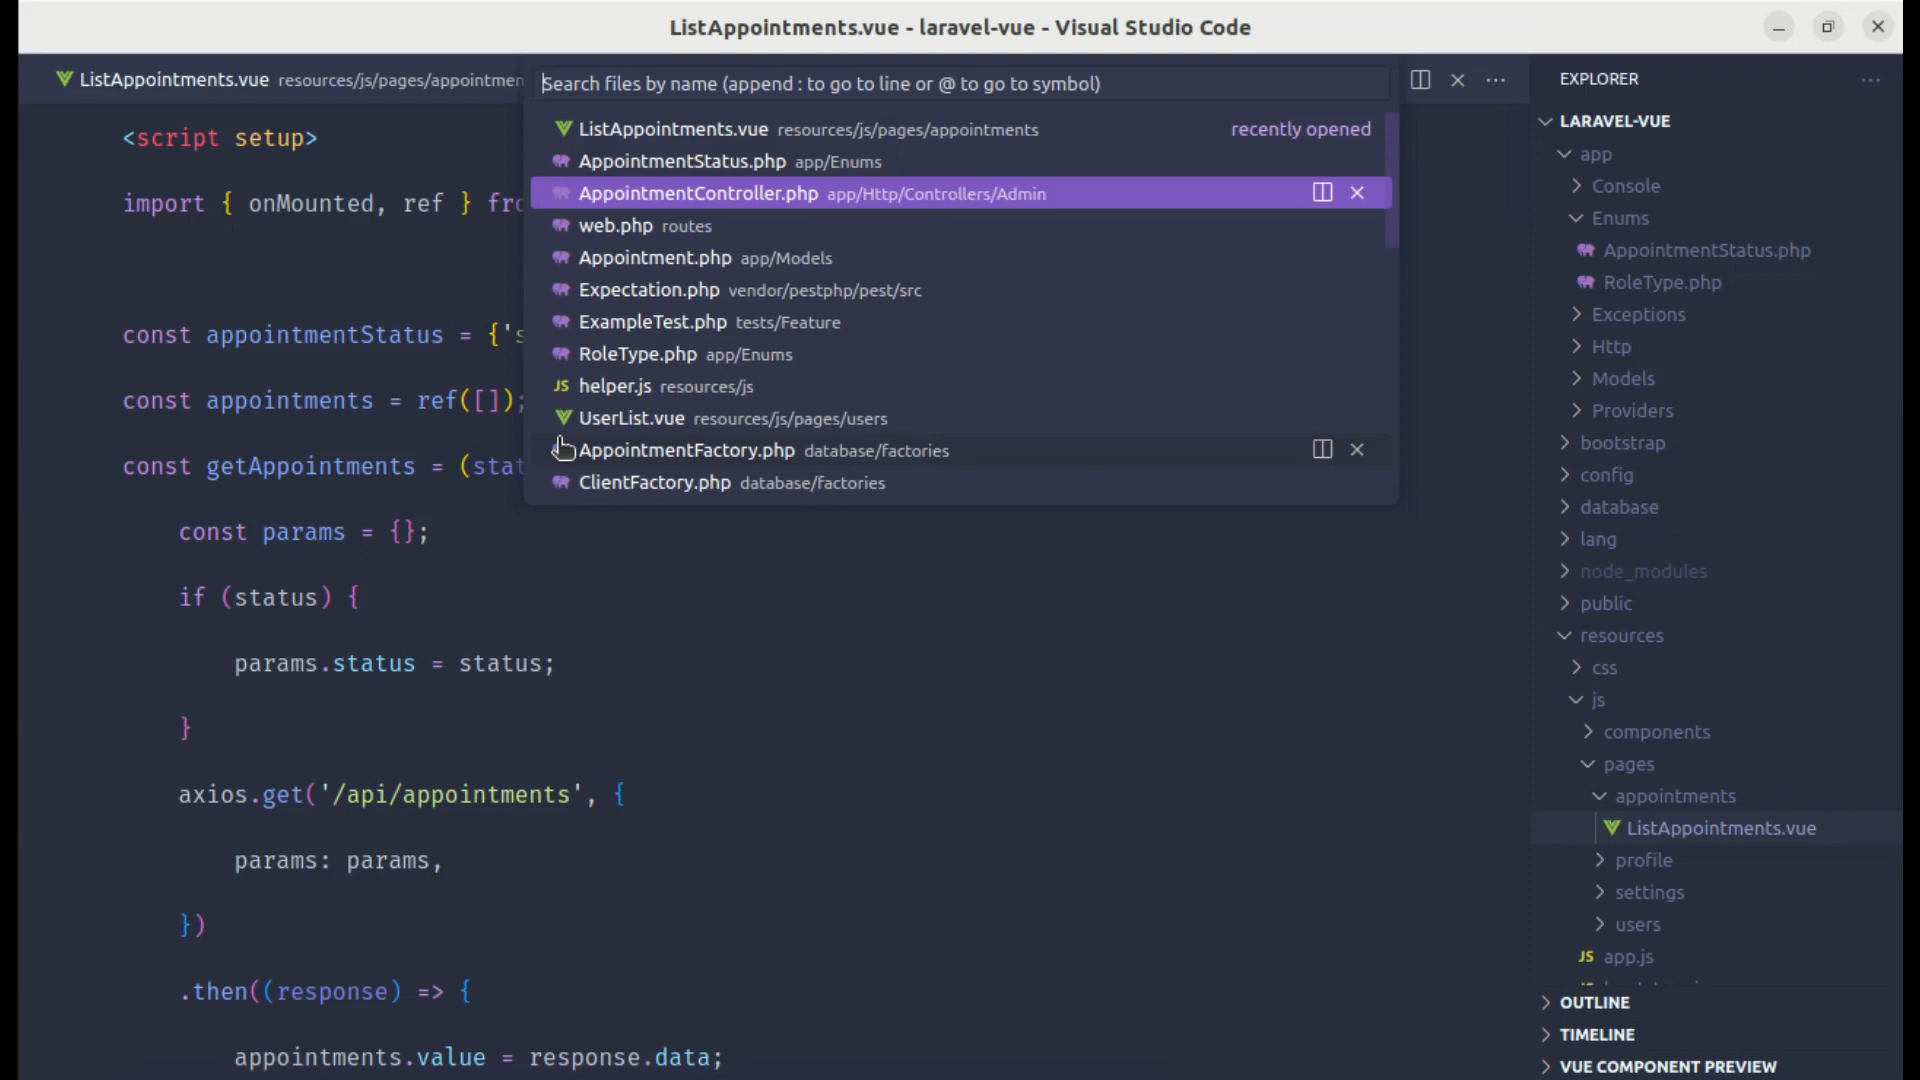 ListAppointments.vue - laravel-vue - Visual Studio Code
ListAppointments.vue resources/js/pages/appointmen
Search files by name (append : to go to line or @ to go to symbol)
ListAppointments.vue resources/js/pages/appointments recently opened
AppointmentStatus.php app/Enums
AppointmentController.php app/Http/Controllers/Admin
web.php routes
Appointment.php app/Models
Expectation.php vendor/pestphp/pest/src
ExampleTest.php tests/Feature
RoleType.php app/Enums
JS helper.js resources/js
UserList.vue resources/js/pages/users
AppointmentFactory.php database/factories
ClientFactory.php database/factories
<script setup>
import { onMounted, ref } fro
const appointmentStatus = {'s
const appointments = ref([]);
const getAppointments = (stat
const params = {};
if (status) {
params.status = status;
}
axios.get('/api/appointments', {
params: params,
})
.then((response) => {
appointments.value = response.data;
EXPLORER
LARAVEL-VUE
app
Console
Enums
AppointmentStatus.php
RoleType.php
Exceptions
Http
Models
Providers
bootstrap
config
database
lang
node_modules
public
resources
css
js
components
pages
appointments
ListAppointments.vue
profile
settings
users
JS app.js
OUTLINE
TIMELINE
VUE COMPONENT PREVIEW